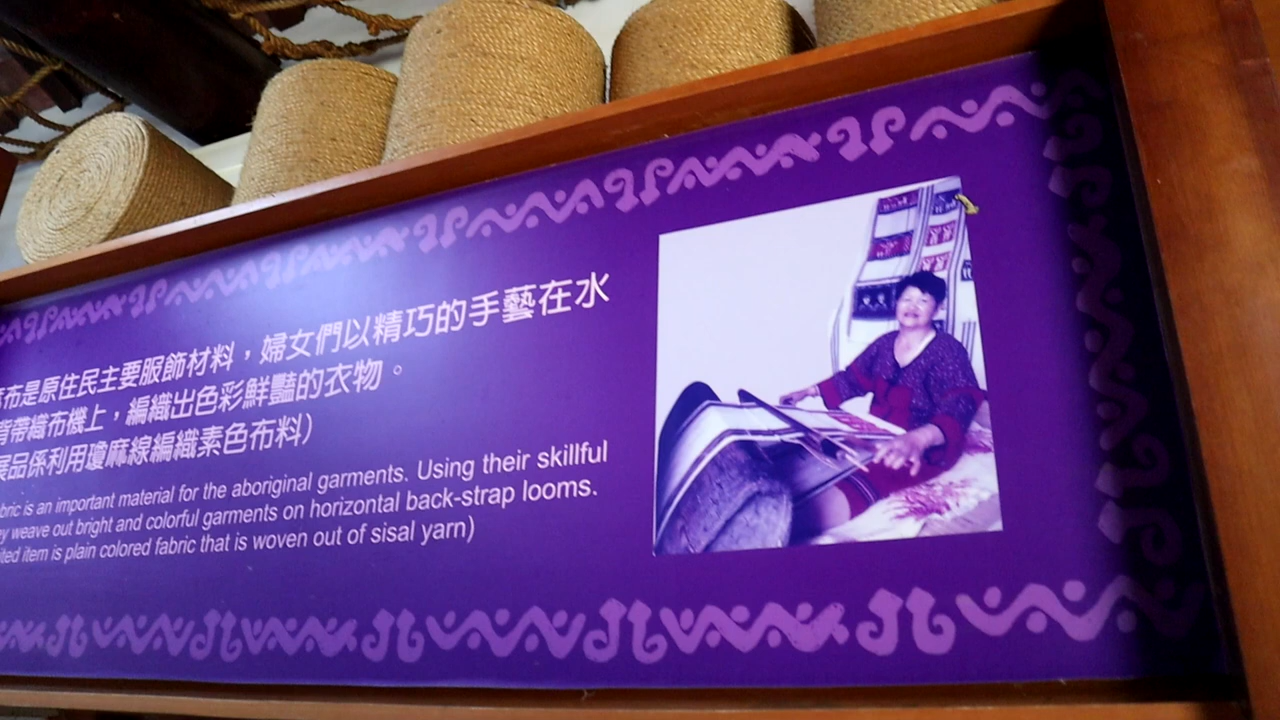 布是原住民主要服飾材料，婦女們以精巧的手藝在水
背帶織布機上，編織出色彩鮮豔的衣物。
展品係利用瓊麻線編織素色布料）
bric is an important material for the aboriginal garments. Using their skillful
ey weave out bright and colorful garments on horizontal back-strap looms.
ited item is plain colored fabric that is woven out of sisal yarn)